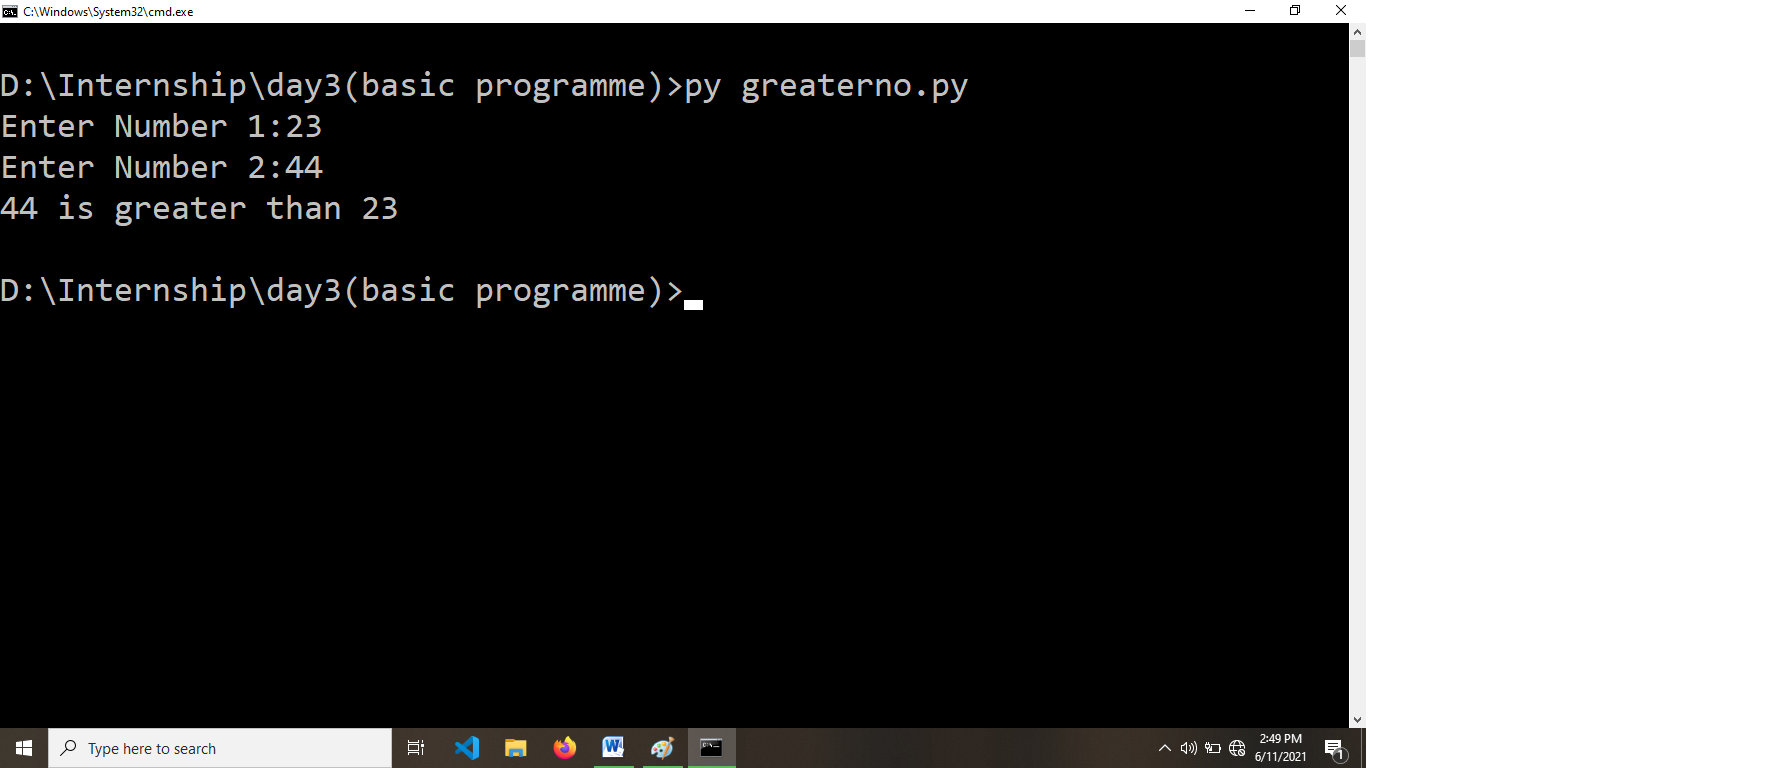 C:\Windows\System32\cmd.exe
D:\Internship\day3(basic programme)>py greaterno.py
Enter Number 1:23
Enter Number 2:44
44 is greater than 23
D:\Internship\day3(basic programme)>
Type here to search
2:49 PM
6/11/2021
1